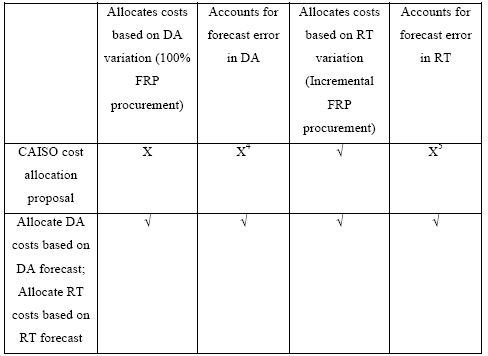 Allocates costs
based on DA
variation (100%
FRP
procurement)
Accounts for
forecast error
in DA
Allocates costs
based on RT
variation
(Incremental
FRP
procurement)
Accounts for
forecast error
in RT
CAISO cost
allocation
proposal
X
X⁴
√
X⁵
Allocate DA
costs based on
DA forecast;
Allocate RT
costs based on
RT forecast
√
√
√
√